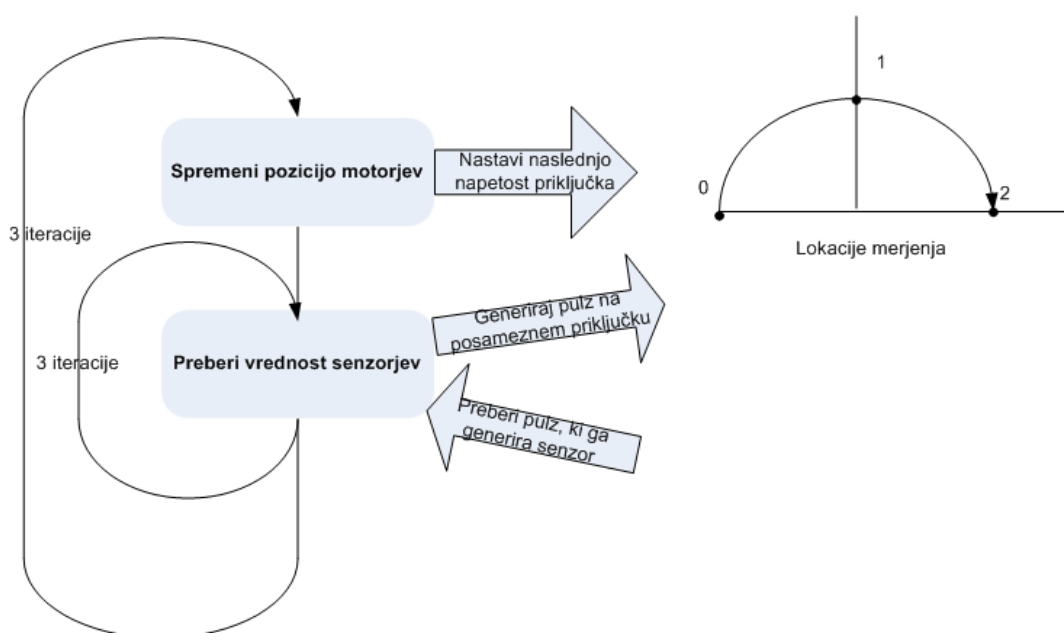 Spremeni pozicijo motorjev
Nastavi naslednjo
napetost priključka
1
0
2
Lokacije merjenja
3 iteracije
3 iteracije
Preberi vrednost senzorjev
Generiraj pulz na
posameznem priključku
Preberi pulz, ki ga
generira senzor